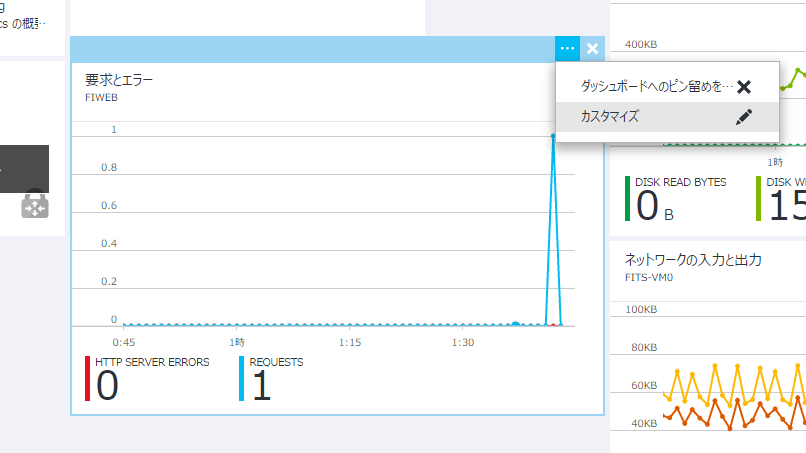 cs の概要…
要求とエラー
FIWEB
1
0.8
0.6
0.4
0.2
0
0:45
1時
1:15
1:30
HTTP SERVER ERRORS
0
REQUESTS
1
ダッシュボードへのピン留めを…
カスタマイズ
400KB
1時
DISK READ BYTES
0 B
DISK W
15
ネットワークの入力と出力
FITS-VM0
100KB
80KB
60KB
40KB